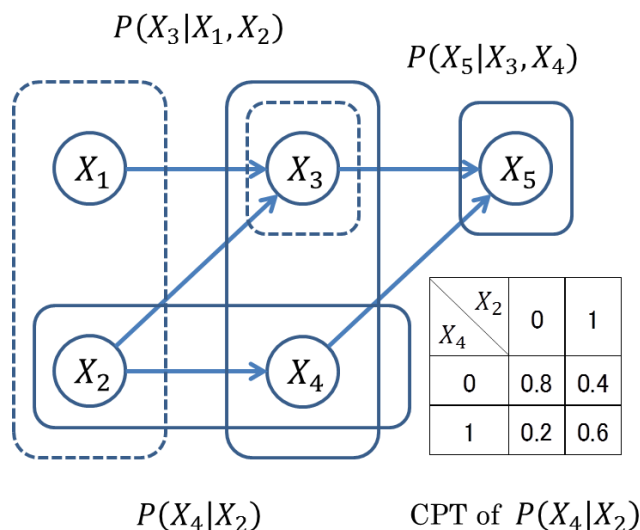 P(X₃|X₁, X₂)
P(X₅|X₃, X₄)
X₁
X₃
X₅
X₂
X₄
X₂ 0 1
X₄
0 0.8 0.4
1 0.2 0.6
P(X₄|X₂)
CPT of P(X₄|X₂)